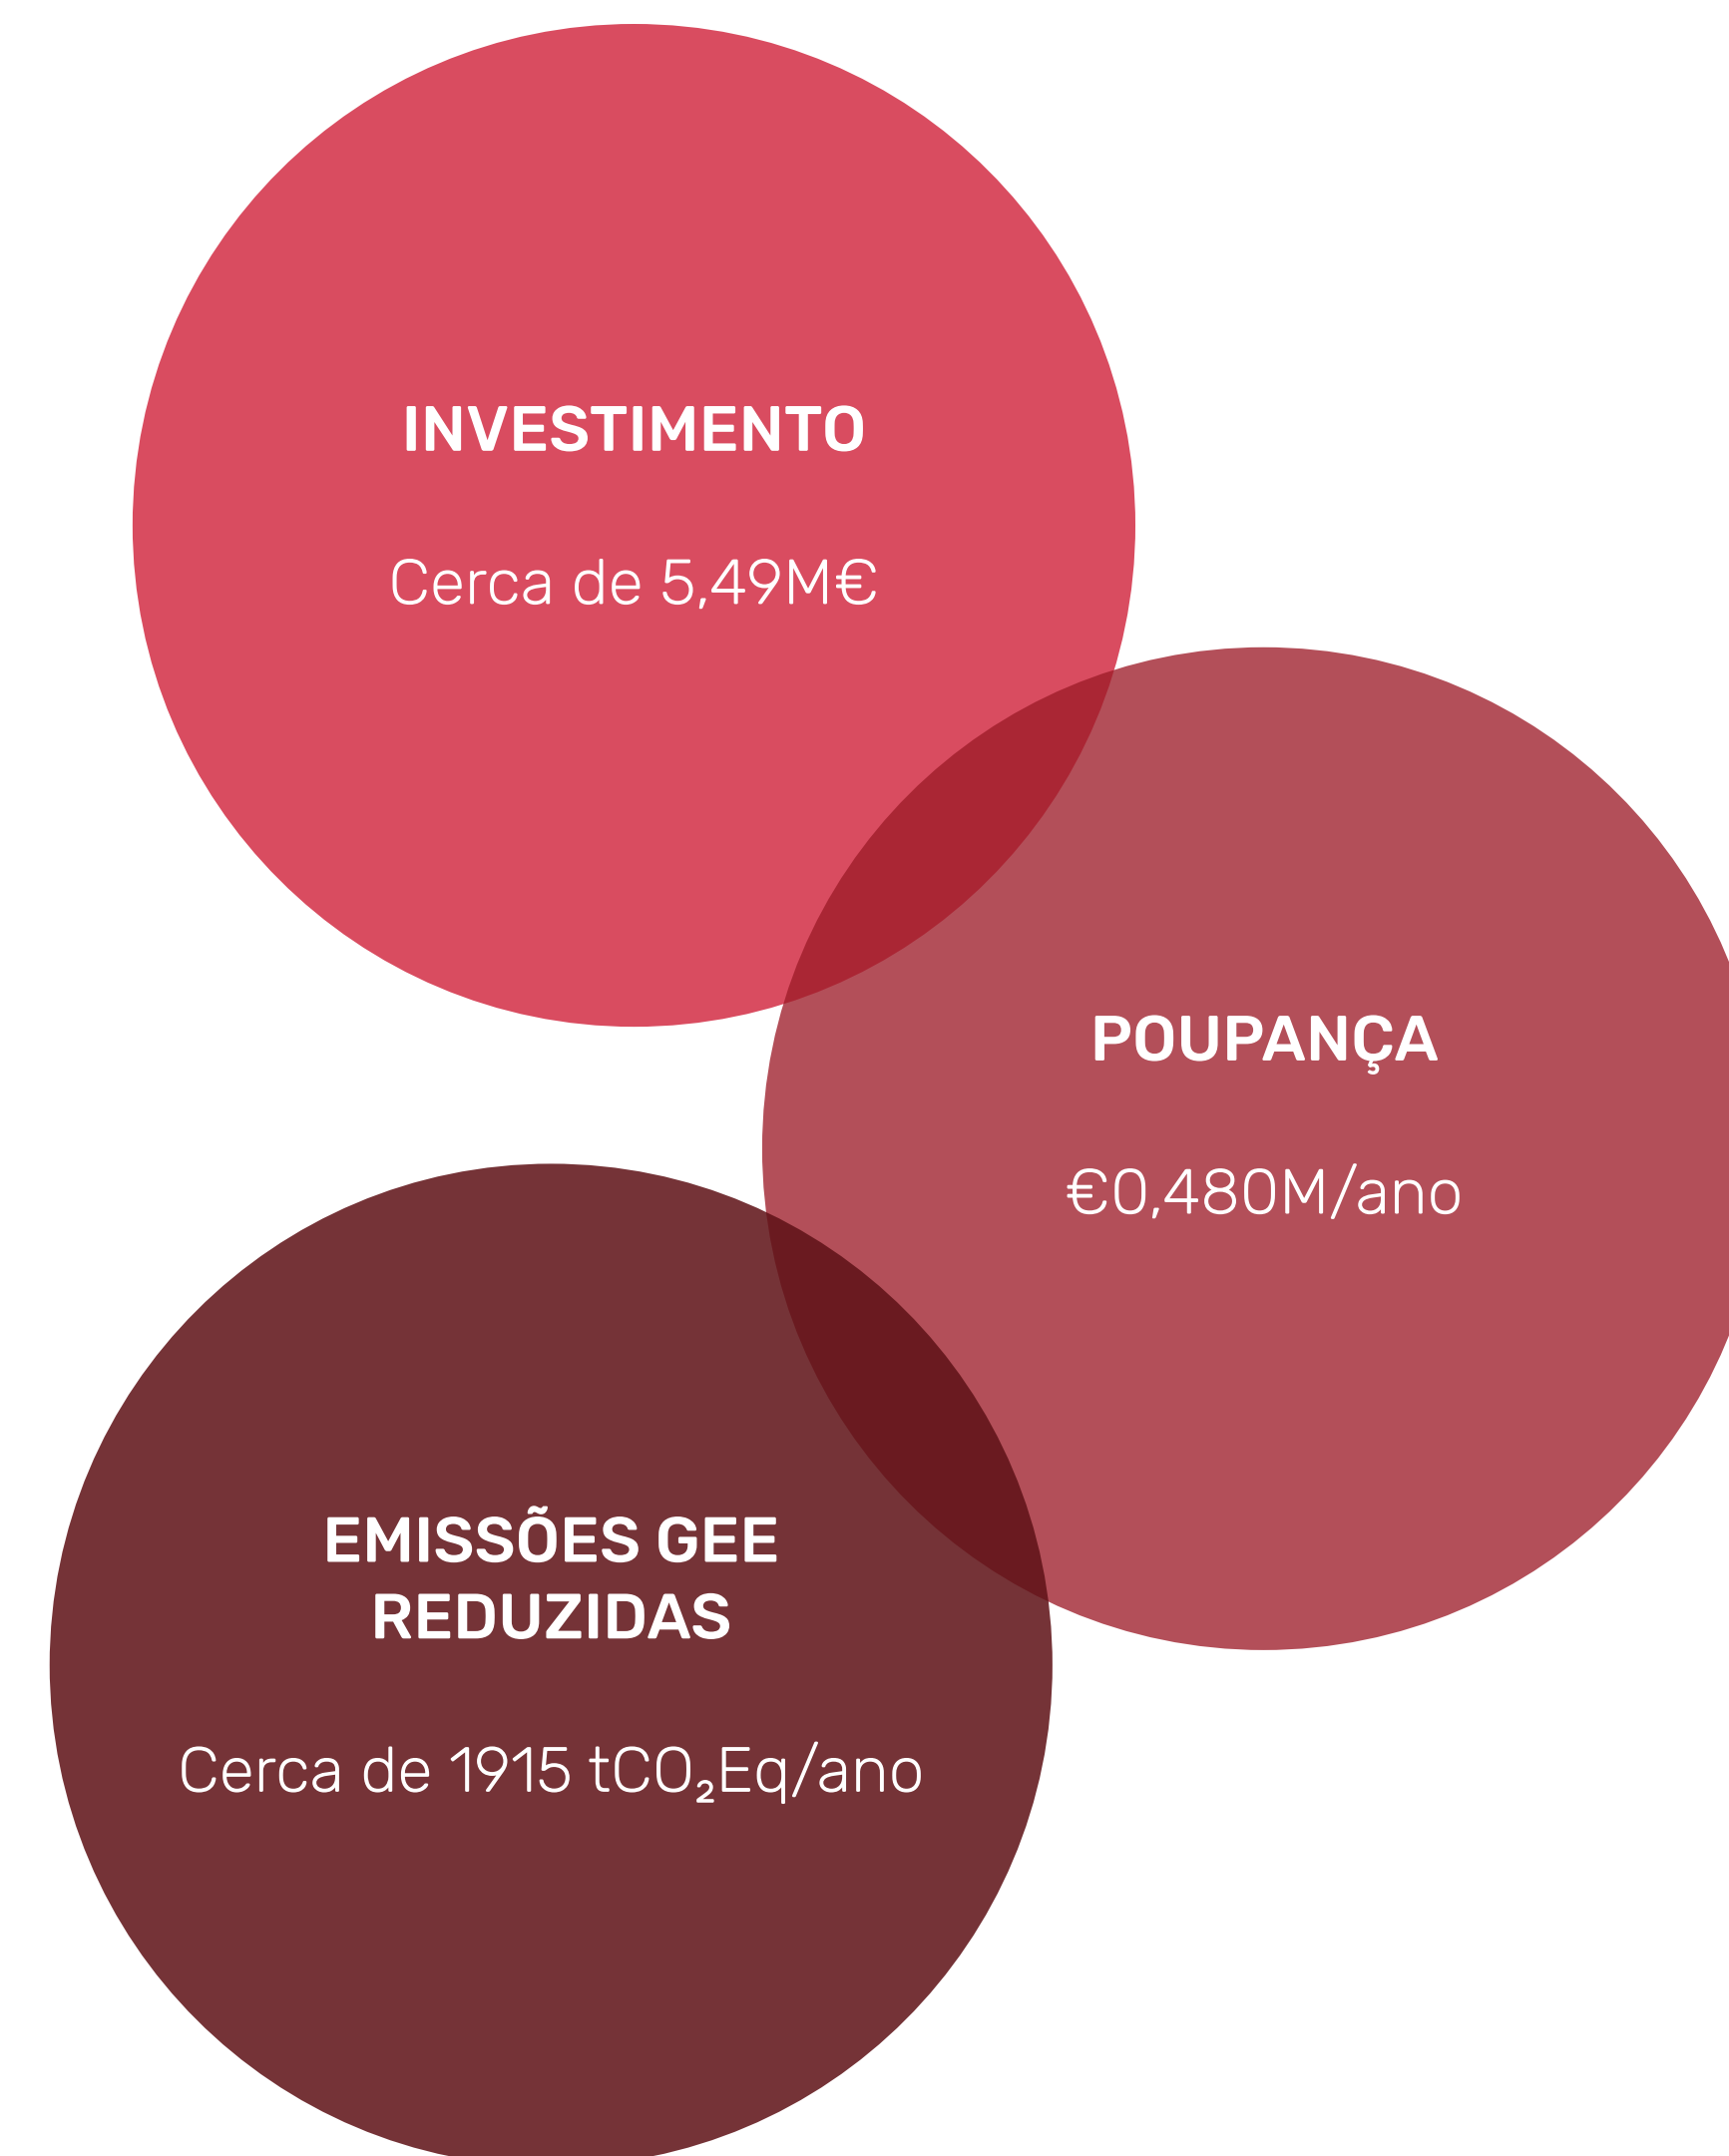 INVESTIMENTO
Cerca de 5,49M€
POUPANÇA
€0,480M/ano
EMISSÕES GEE
REDUZIDAS
Cerca de 1915 tCO₂Eq/ano